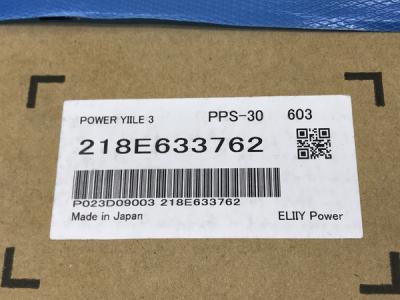 POWER YIILE 3 PPS-30 603
218E633762
P023D09003 218E633762
Made in Japan ELIIY Power